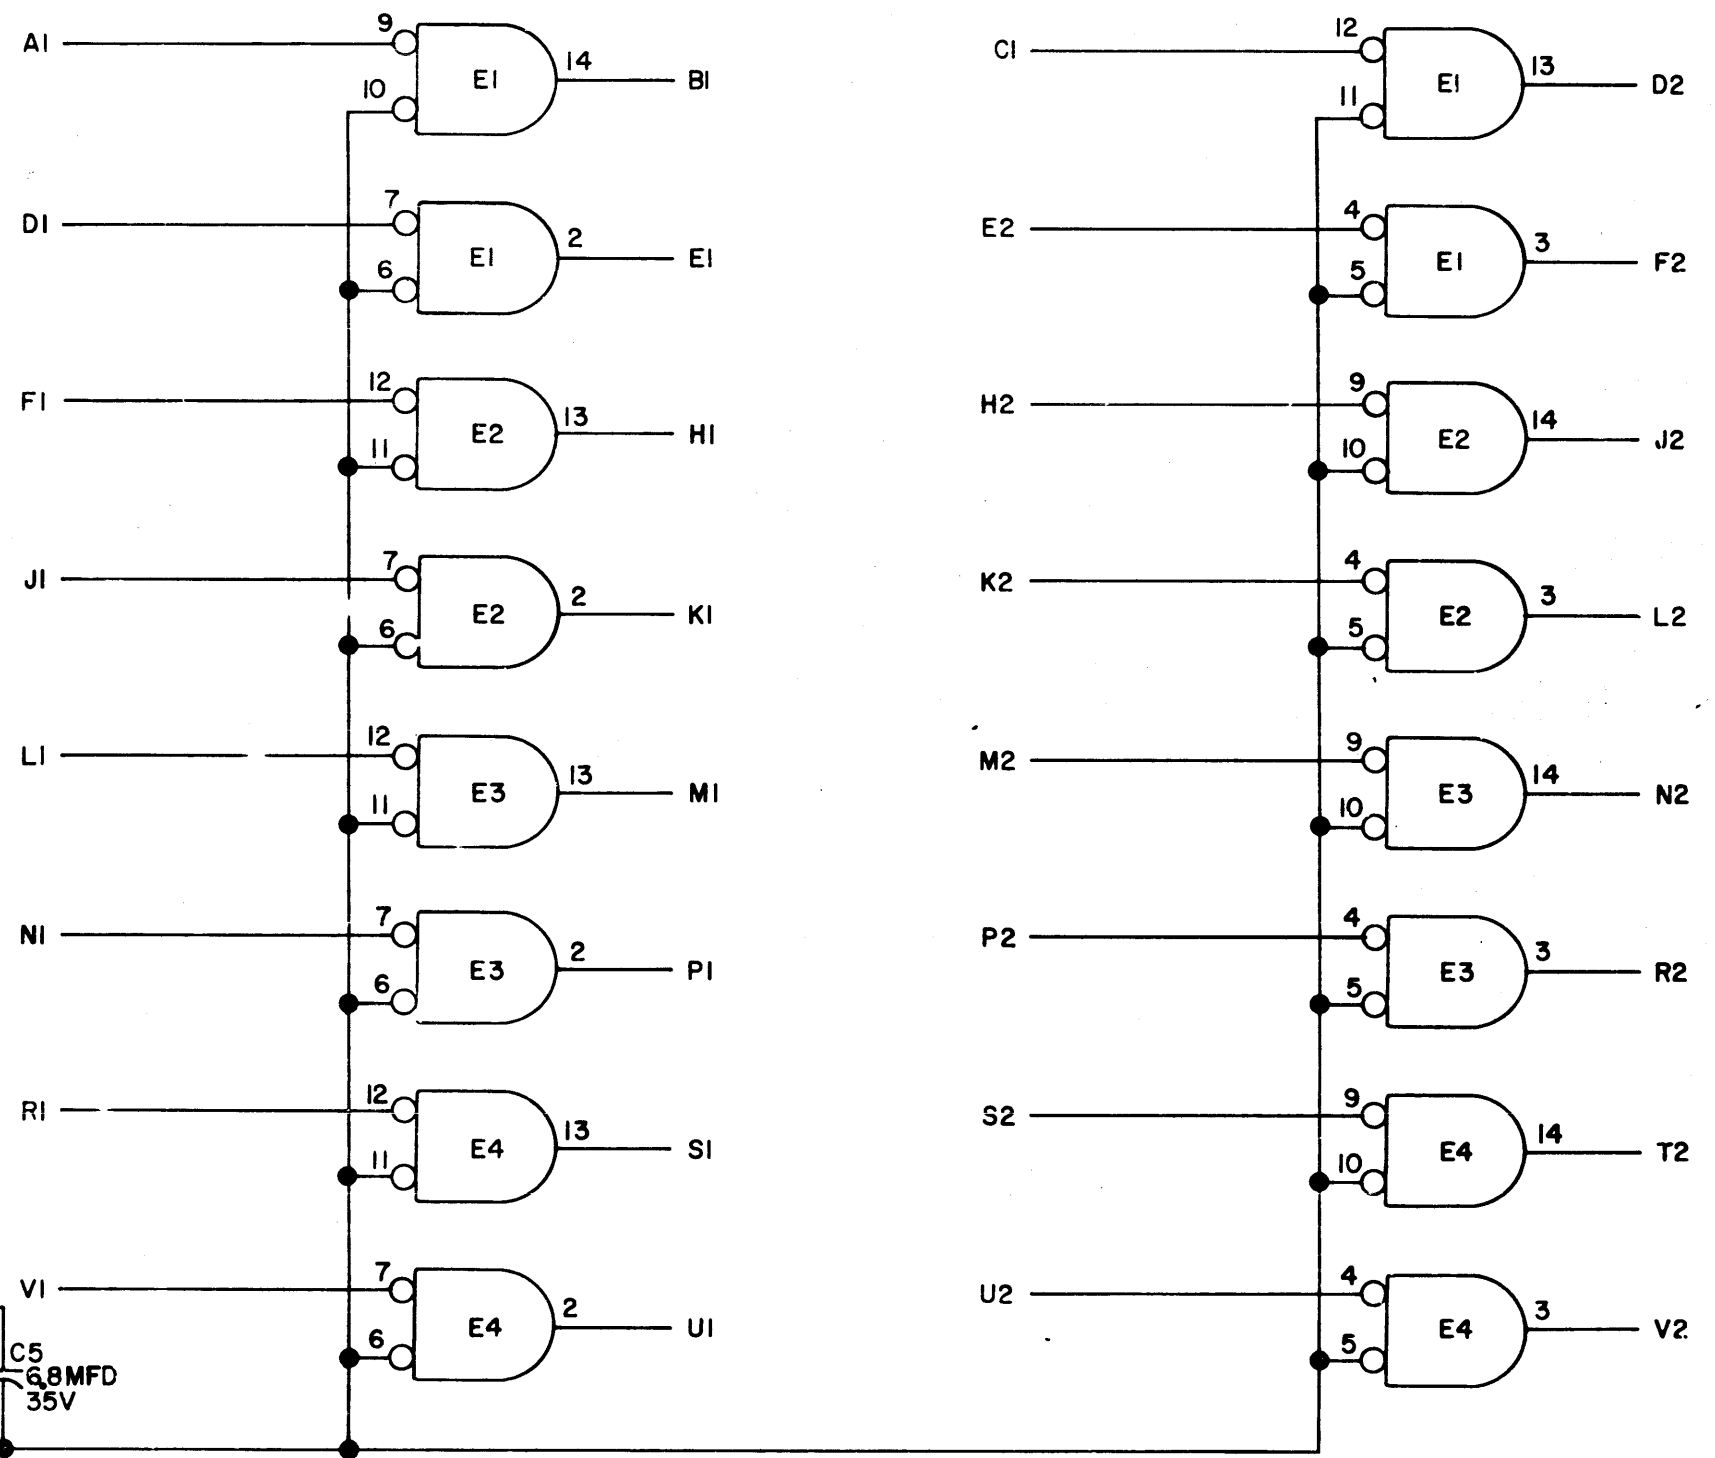 9
A1
E1
14
B1
10
7
D1
E1
2
E1
6
12
F1
E2
13
H1
11
7
J1
E2
2
K1
6
12
L1
E3
13
M1
11
7
N1
E3
2
P1
6
12
R1
E4
13
S1
11
7
V1
E4
2
U1
6
C5
6.8MFD
35V
12
C1
E1
13
D2
11
4
E2
E1
3
F2
5
9
H2
E2
14
J2
10
4
K2
E2
3
L2
5
9
M2
E3
14
N2
10
4
P2
E3
3
R2
5
9
S2
E4
14
T2
10
4
U2
E4
3
V2
5